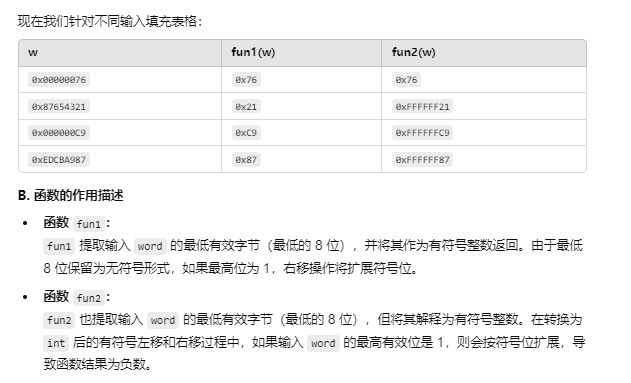 现在我们针对不同输入填充表格：
w fun1(w) fun2(w)
0x00000076 0x76 0x76
0x87654321 0x21 0xFFFFFF21
0x000000C9 0xC9 0xFFFFFFC9
0xEDCBA987 0x87 0xFFFFFF87
B. 函数的作用描述
• 函数 fun1：
fun1 提取输入 word 的最低有效字节（最低的 8 位），并将其作为有符号整数返回。由于最低
8 位保留为无符号形式，如果最高位为 1，右移操作将扩展符号位。
• 函数 fun2：
fun2 也提取输入 word 的最低有效字节（最低的 8 位），但将其解释为有符号整数。在转换为
int 后的有符号左移和右移过程中，如果输入 word 的最高有效位是 1，则会按符号位扩展，导
致函数结果为负数。